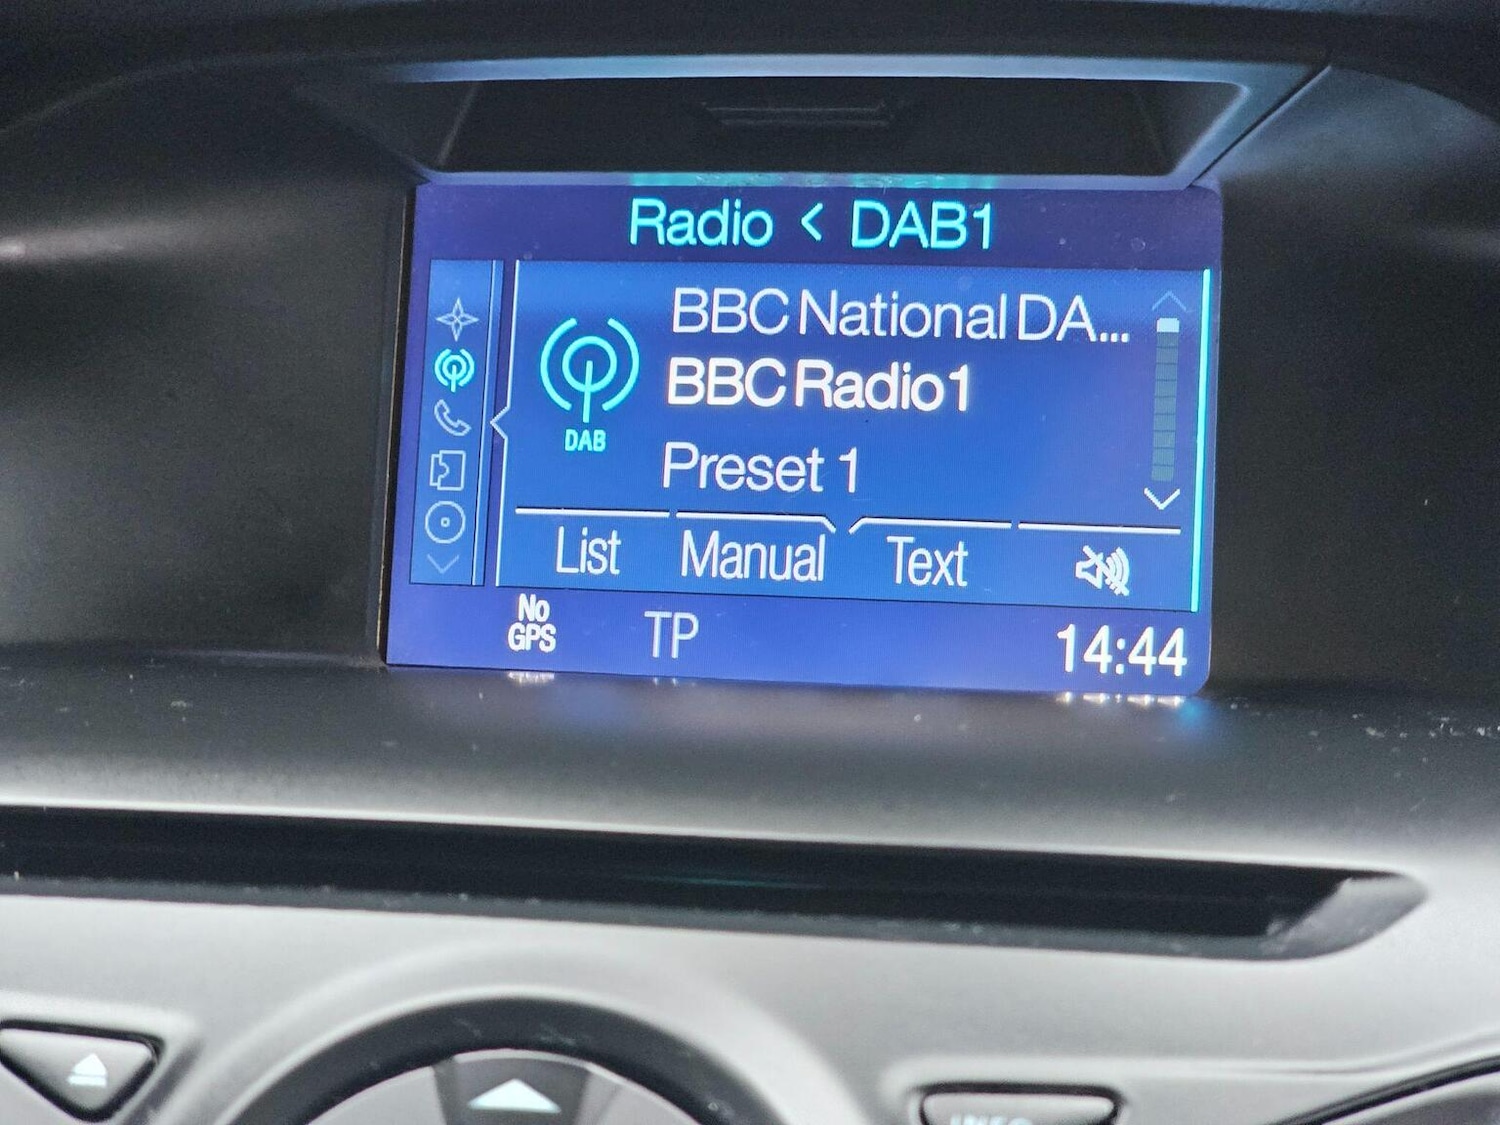 Radio < DAB1
BBC National DA...
BBC Radio1
DAB
Preset 1
List Manual Text
No
GPS
TP
14:44